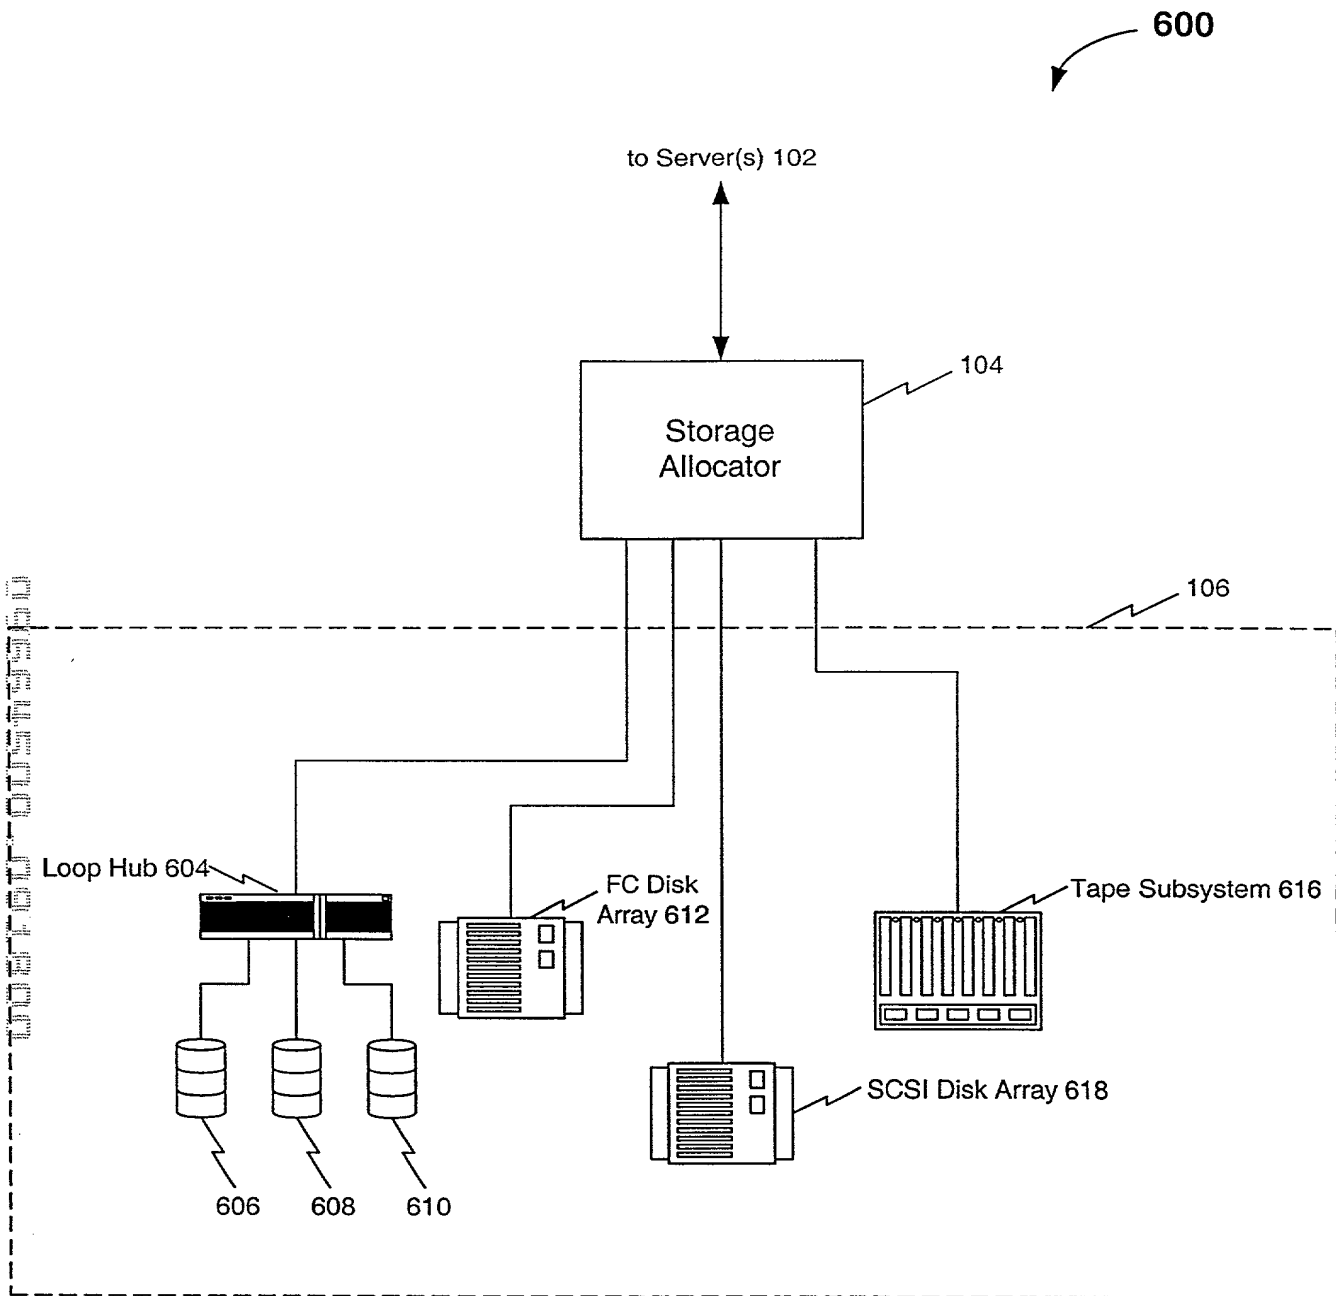 600
to Server(s) 102
104
Storage
Allocator
106
Loop Hub 604
FC Disk
Array 612
Tape Subsystem 616
SCSI Disk Array 618
606
608
610